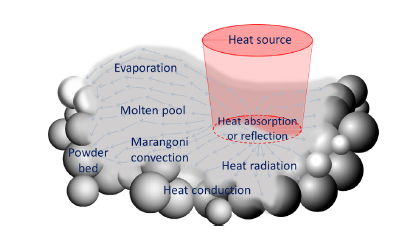 Heat source
Evaporation
Molten pool
Heat absorption
or reflection
Marangoni
convection
Powder
bed
Heat radiation
Heat conduction